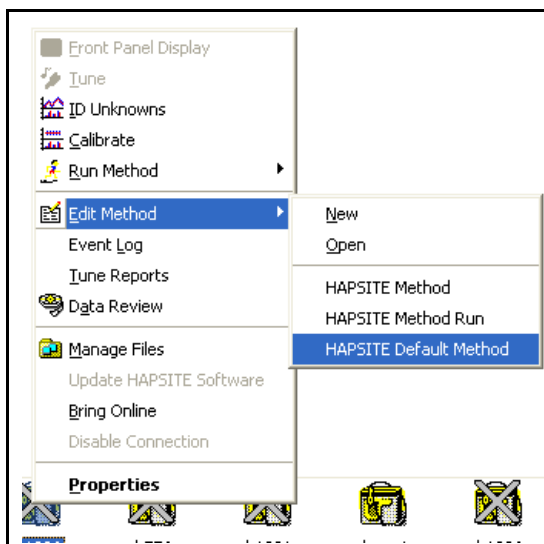 Front Panel Display
Tune
ID Unknowns
Calibrate
Run Method
Edit Method
Event Log
Tune Reports
Data Review
Manage Files
Update HAPSITE Software
Bring Online
Disable Connection
Properties
New
Open
HAPSITE Method
HAPSITE Method Run
HAPSITE Default Method